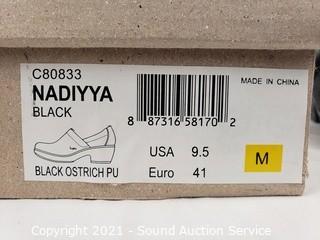 C80833
NADIYYA
BLACK
MADE IN CHINA
8 87316 58170 2
USA 9.5
Euro 41
M
BLACK OSTRICH PU
Copyright 2021 - Sound Auction Service